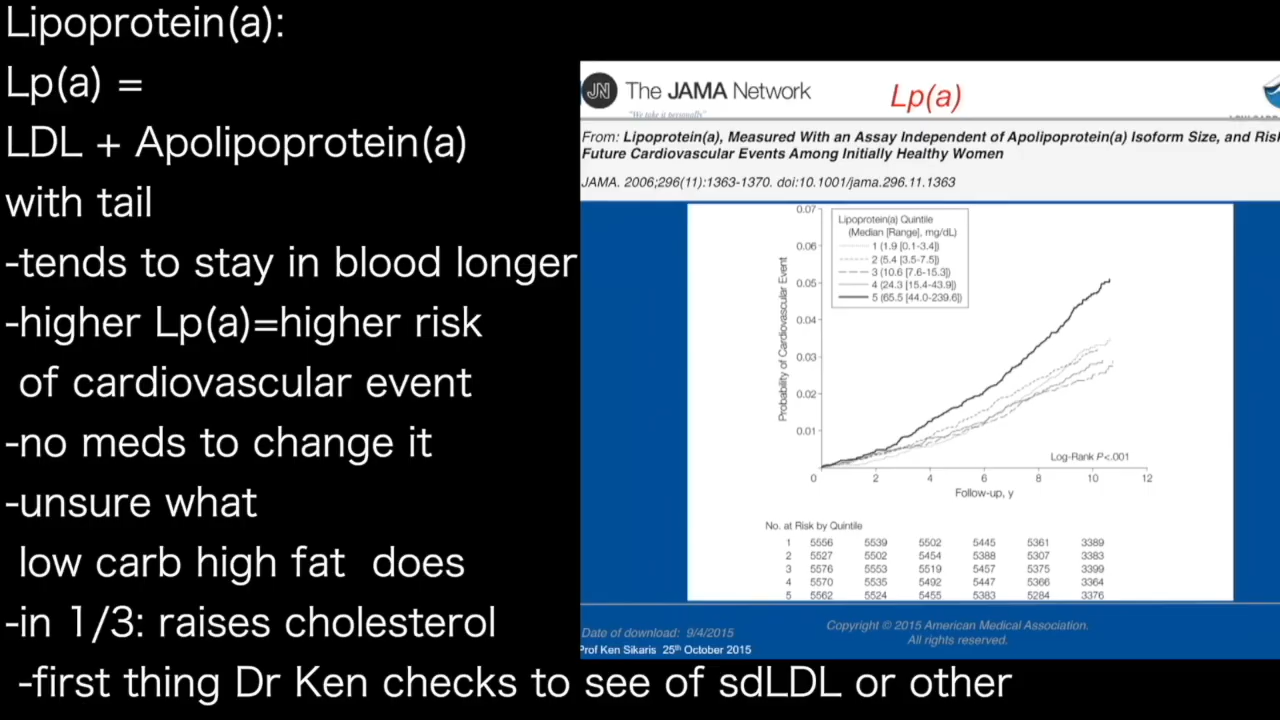 Lipoprotein(a):
Lp(a) =
LDL + Apolipoprotein(a)
with tail
-tends to stay in blood longer
-higher Lp(a)=higher risk
of cardiovascular event
-no meds to change it
-unsure what
low carb high fat does
-in 1/3: raises cholesterol
-first thing Dr Ken checks to see of sdLDL or other
JN The JAMA Network
Lp(a)
"We take it personally"
From: Lipoprotein(a), Measured With an Assay Independent of Apolipoprotein(a) Isoform Size, and Risk
Future Cardiovascular Events Among Initially Healthy Women
JAMA. 2006;296(11):1363-1370. doi:10.1001/jama.296.11.1363
Probability of Cardiovascular Event
0.07
0.06
0.05
0.04
0.03
0.02
0.01
Lipoprotein(a) Quintile
(Median [Range], mg/dL)
1 (1.9 [0.1-3.4])
2 (5.4 [3.5-7.5])
3 (10.6 [7.6-15.3])
4 (24.3 [15.4-43.9])
5 (65.5 [44.0-239.6])
Log-Rank P<.001
0 2 4 6 8 10 12
Follow-up, y
No. at Risk by Quintile
1 5556 5539 5502 5445 5361 3389
2 5527 5502 5454 5388 5307 3383
3 5576 5553 5519 5457 5375 3399
4 5570 5535 5492 5447 5366 3364
5 5562 5524 5455 5383 5284 3376
Date of download: 9/4/2015
Copyright © 2015 American Medical Association.
All rights reserved.
Prof Ken Sikaris 25th October 2015